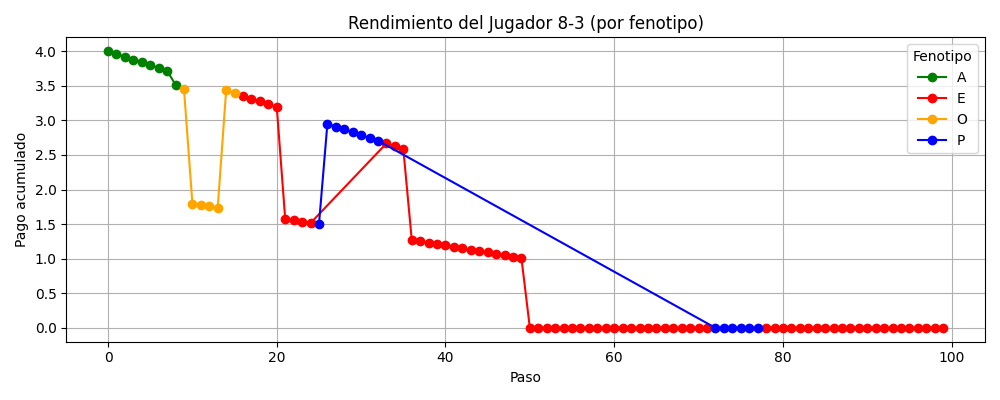 Rendimiento del Jugador 8-3 (por fenotipo)
Pago acumulado
4.0
3.5
3.0
2.5
2.0
1.5
1.0
0.5
0.0
Fenotipo
A
E
O
P
0 20 40 60 80 100
Paso